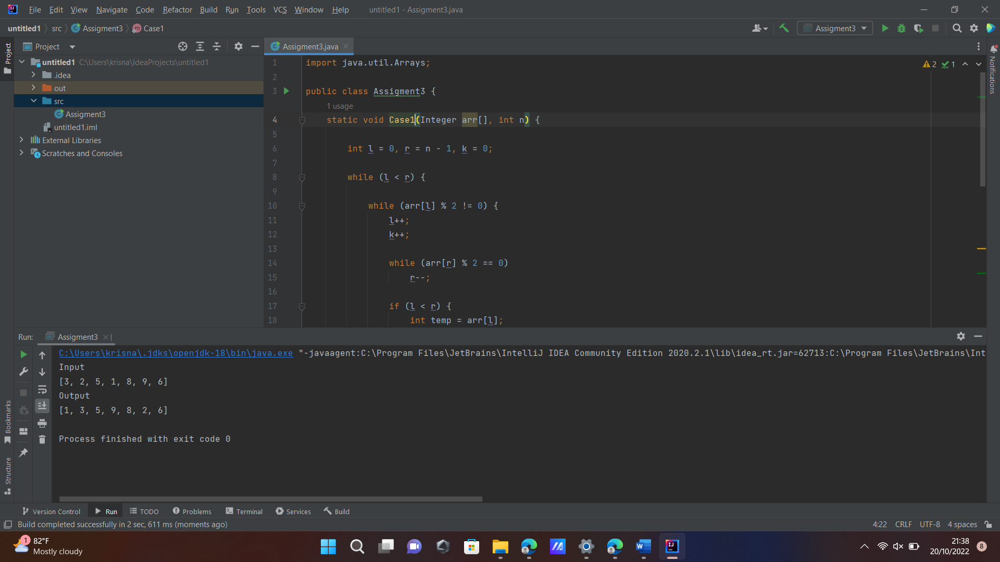 File Edit View Navigate Code Refactor Build Run Tools VCS Window Help untitled1 - Assigment3.java
untitled1 src Assigment3 Case1 Assigment3
Project
Project
Assigment3.java
untitled1 C:\Users\krisna\IdeaProjects\untitled1
.idea
out
src
Assigment3
untitled1.iml
External Libraries
Scratches and Consoles
1 import java.util.Arrays;
2
3 public class Assigment3 {
1 usage
4 static void Case1(Integer arr[], int n) {
5
6 int l = 0, r = n - 1, k = 0;
7
8 while (l < r) {
9
10 while (arr[l] % 2 != 0) {
11 l++;
12 k++;
13
14 while (arr[r] % 2 == 0)
15 r--;
16
17 if (l < r) {
18 int temp = arr[l];
2 1
Notifications
Run: Assigment3
C:\Users\krisna\.jdks\openjdk-18\bin\java.exe "-javaagent:C:\Program Files\JetBrains\IntelliJ IDEA Community Edition 2020.2.1\lib\idea_rt.jar=62713:C:\Program Files\JetBrains\Int
Input
[3, 2, 5, 1, 8, 9, 6]
Output
[1, 3, 5, 9, 8, 2, 6]
Process finished with exit code 0
Bookmarks
Structure
Version Control Run TODO Problems Terminal Services Build
Build completed successfully in 2 sec, 611 ms (moments ago) 4:22 CRLF UTF-8 4 spaces
1 82°F
Mostly cloudy
21:38
20/10/2022 8